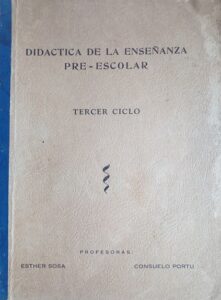 DIDACTICA DE LA ENSEÑANZA
PRE-ESCOLAR
TERCER CICLO
PROFESORAS:
ESTHER SOSA CONSUELO PORTU